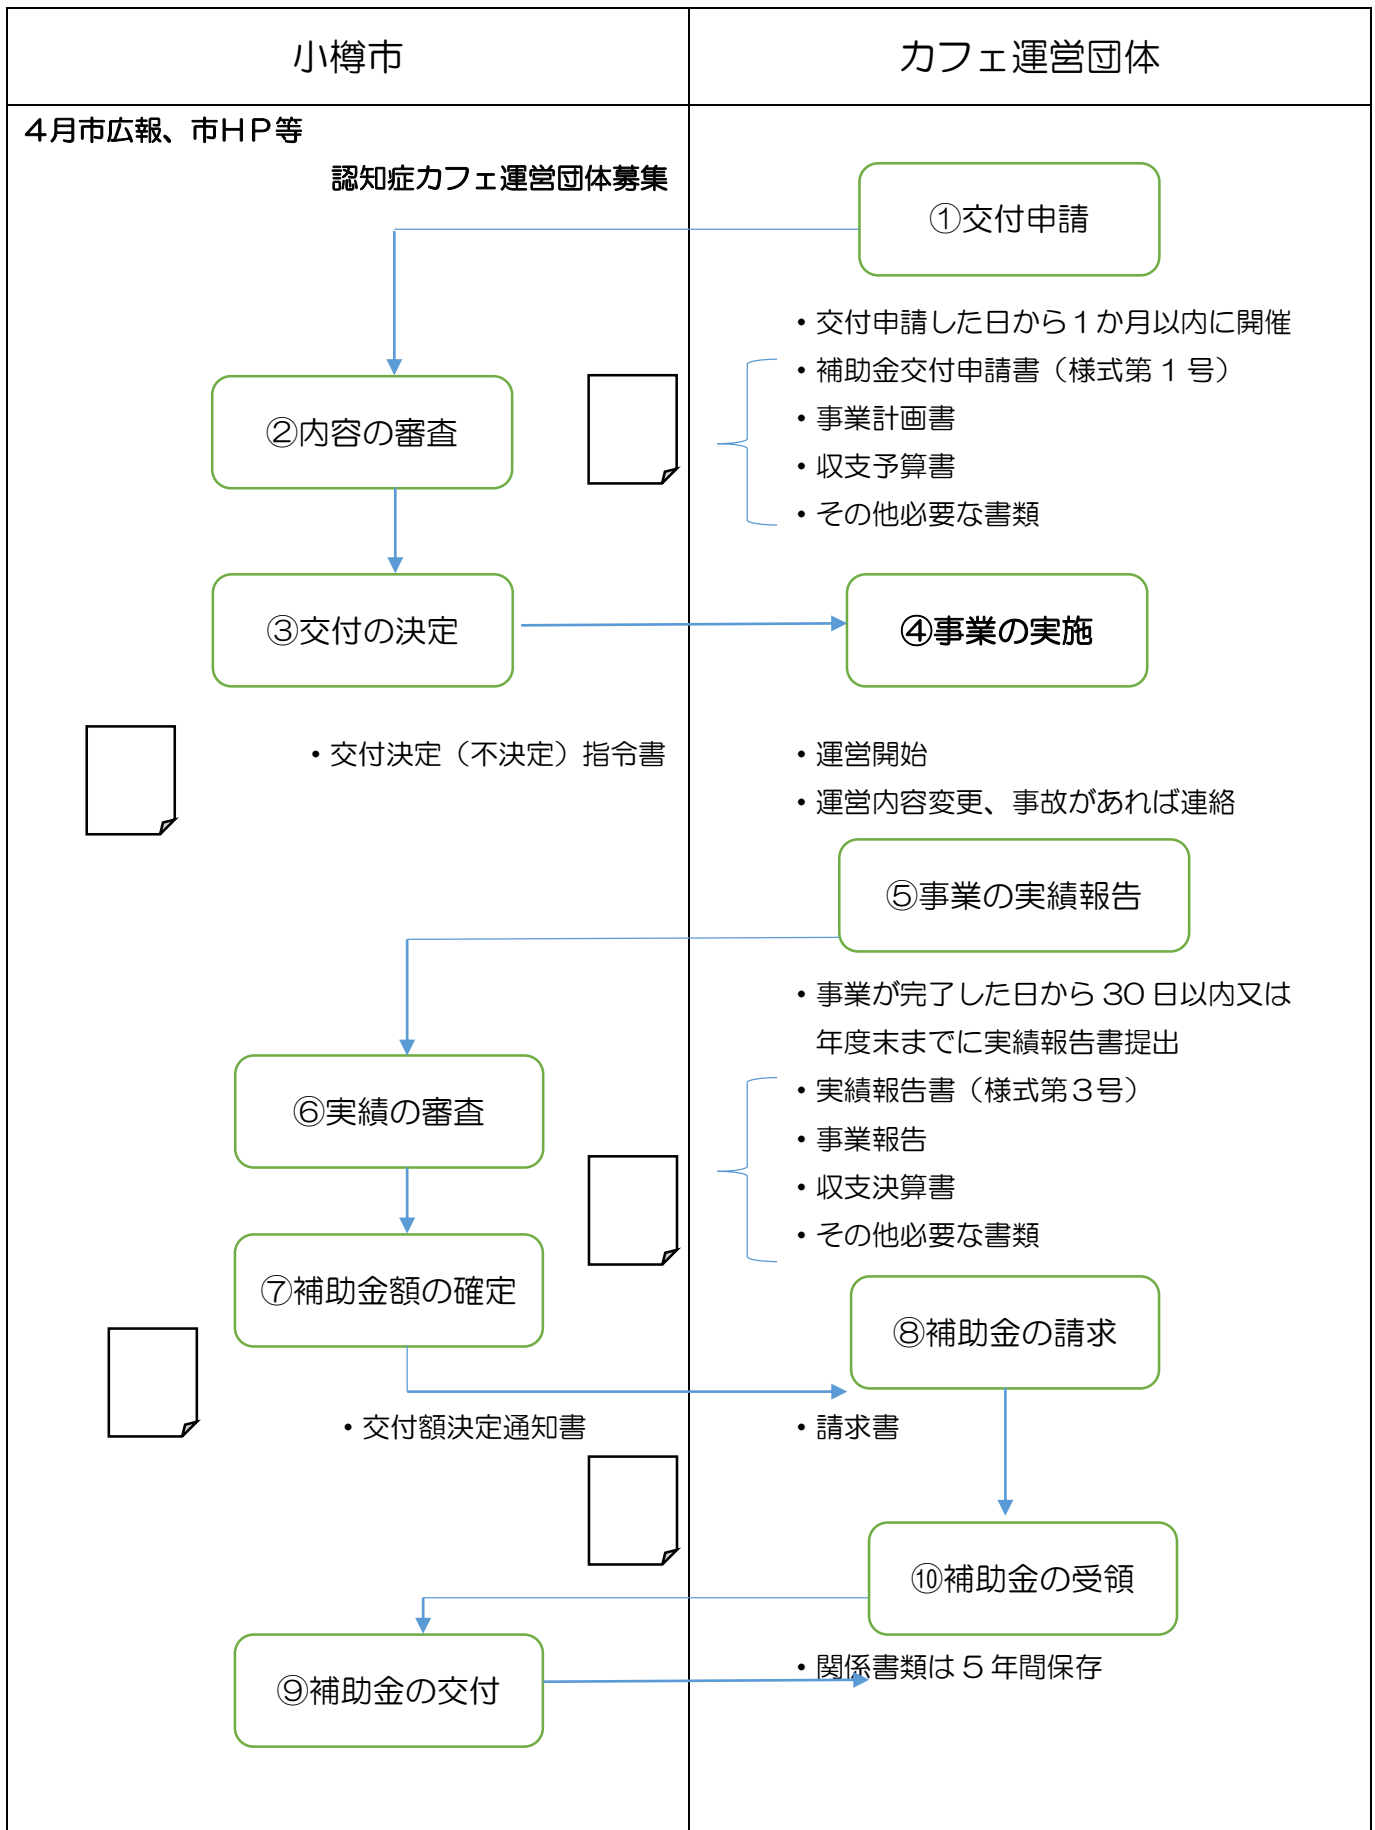 小樽市
カフェ運営団体
４月市広報、市ＨＰ等
認知症カフェ運営団体募集
①交付申請
・交付申請した日から１か月以内に開催
・補助金交付申請書（様式第１号）
②内容の審査
・事業計画書
・収支予算書
・その他必要な書類
③交付の決定
④事業の実施
・交付決定（不決定）指令書
・運営開始
・運営内容変更、事故があれば連絡
⑤事業の実績報告
・事業が完了した日から30日以内又は
年度末までに実績報告書提出
・実績報告書（様式第３号）
⑥実績の審査
・事業報告
・収支決算書
・その他必要な書類
⑦補助金額の確定
⑧補助金の請求
・交付額決定通知書
・請求書
⑩補助金の受領
・関係書類は５年間保存
⑨補助金の交付